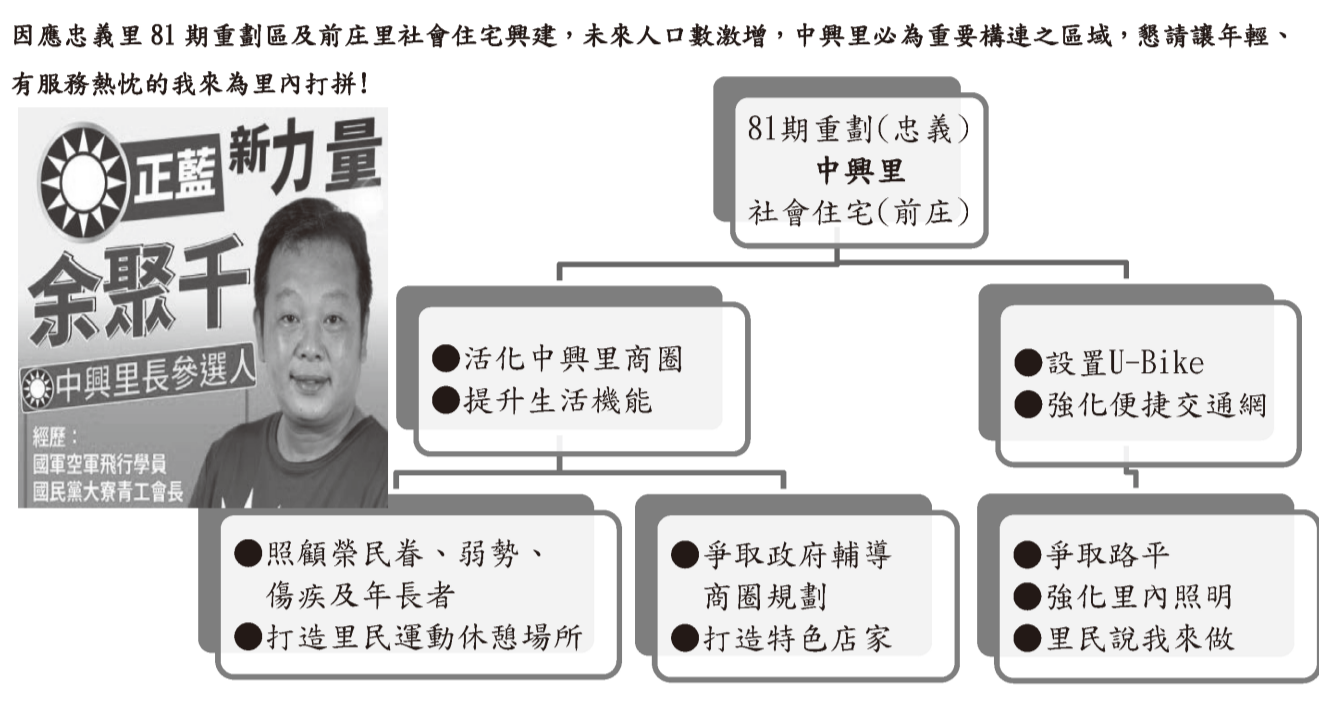 因應忠義里 81 期重劃區及前庄里社會住宅興建，未來人口數激增，中興里必為重要構連之區域，懇請讓年輕、
有服務熱忱的我來為里內打拼!
正藍
新力量
余聚千
中興里長參選人
經歷：
國軍空軍飛行學員
國民黨大寮青工會長
81期重劃(忠義)
中興里
社會住宅(前庄)
●活化中興里商圈
●提升生活機能
●設置U-Bike
●強化便捷交通網
●照顧榮民眷、弱勢、
傷疾及年長者
●打造里民運動休憩場所
●爭取政府輔導
商圈規劃
●打造特色店家
●爭取路平
●強化里內照明
●里民說我來做